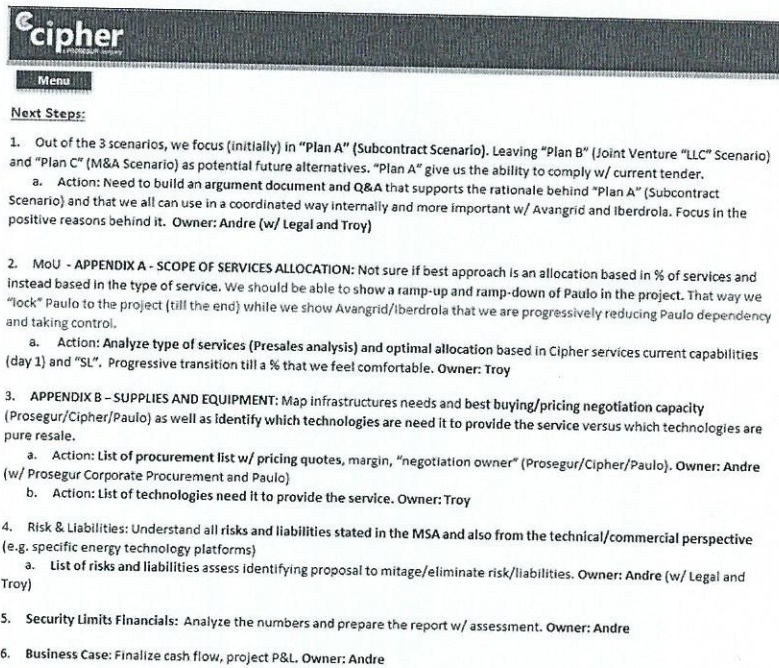 cipher
A PROSEGUR company
Menu
Next Steps:
1. Out of the 3 scenarios, we focus (initially) in "Plan A" (Subcontract Scenario). Leaving "Plan B" (Joint Venture "LLC" Scenario)
and "Plan C" (M&A Scenario) as potential future alternatives. "Plan A" give us the ability to comply w/ current tender.
a. Action: Need to build an argument document and Q&A that supports the rationale behind "Plan A" (Subcontract
Scenario) and that we all can use in a coordinated way internally and more important w/ Avangrid and Iberdrola. Focus in the
positive reasons behind it. Owner: Andre (w/ Legal and Troy)
2. MoU - APPENDIX A - SCOPE OF SERVICES ALLOCATION: Not sure if best approach is an allocation based in % of services and
instead based in the type of service. We should be able to show a ramp-up and ramp-down of Paulo in the project. That way we
"lock" Paulo to the project (till the end) while we show Avangrid/Iberdrola that we are progressively reducing Paulo dependency
and taking control.
a. Action: Analyze type of services (Presales analysis) and optimal allocation based in Cipher services current capabilities
(day 1) and "SL". Progressive transition till a % that we feel comfortable. Owner: Troy
3. APPENDIX B – SUPPLIES AND EQUIPMENT: Map infrastructures needs and best buying/pricing negotiation capacity
(Prosegur/Cipher/Paulo) as well as identify which technologies are need it to provide the service versus which technologies are
pure resale.
a. Action: List of procurement list w/ pricing quotes, margin, "negotiation owner" (Prosegur/Cipher/Paulo). Owner: Andre
(w/ Prosegur Corporate Procurement and Paulo)
b. Action: List of technologies need it to provide the service. Owner: Troy
4. Risk & Liabilities: Understand all risks and liabilities stated in the MSA and also from the technical/commercial perspective
(e.g. specific energy technology platforms)
a. List of risks and liabilities assess identifying proposal to mitage/eliminate risk/liabilities. Owner: Andre (w/ Legal and
Troy)
5. Security Limits Financials: Analyze the numbers and prepare the report w/ assessment. Owner: Andre
6. Business Case: Finalize cash flow, project P&L. Owner: Andre